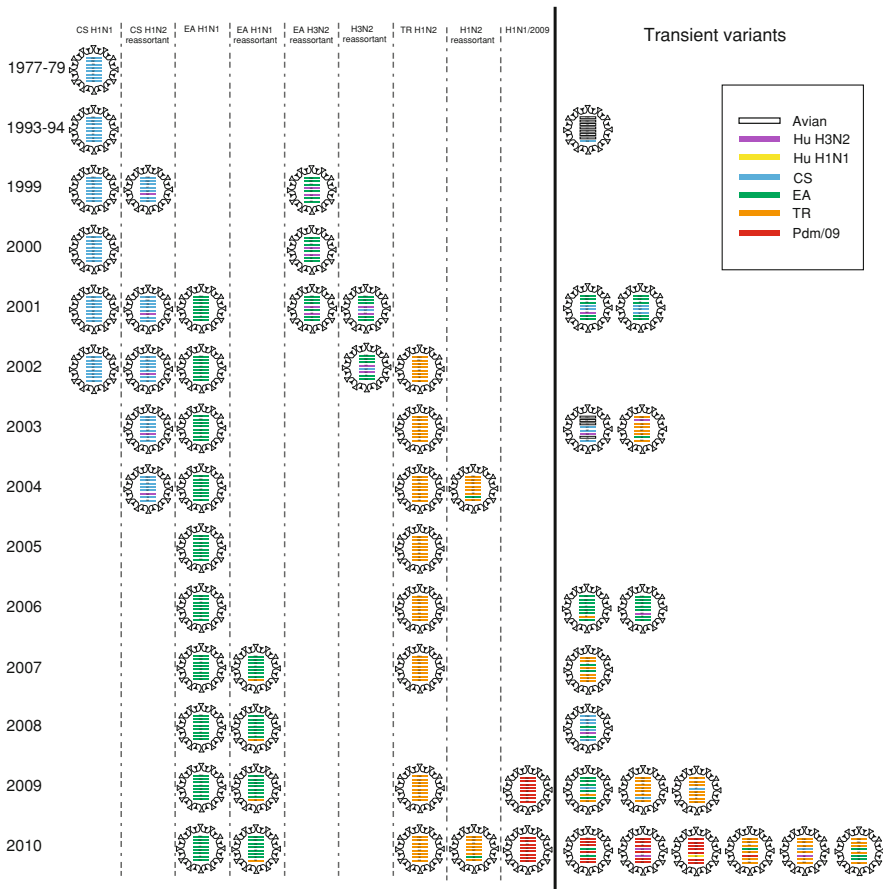 CS H1N1
CS H1N2
reassortant
EA H1N1
EA H1N1
reassortant
EA H3N2
reassortant
H3N2
reassortant
TR H1N2
H1N2
reassortant
H1N1/2009
Transient variants
1977-79
1993-94
1999
2000
2001
2002
2003
2004
2005
2006
2007
2008
2009
2010
Avian
Hu H3N2
Hu H1N1
CS
EA
TR
Pdm/09